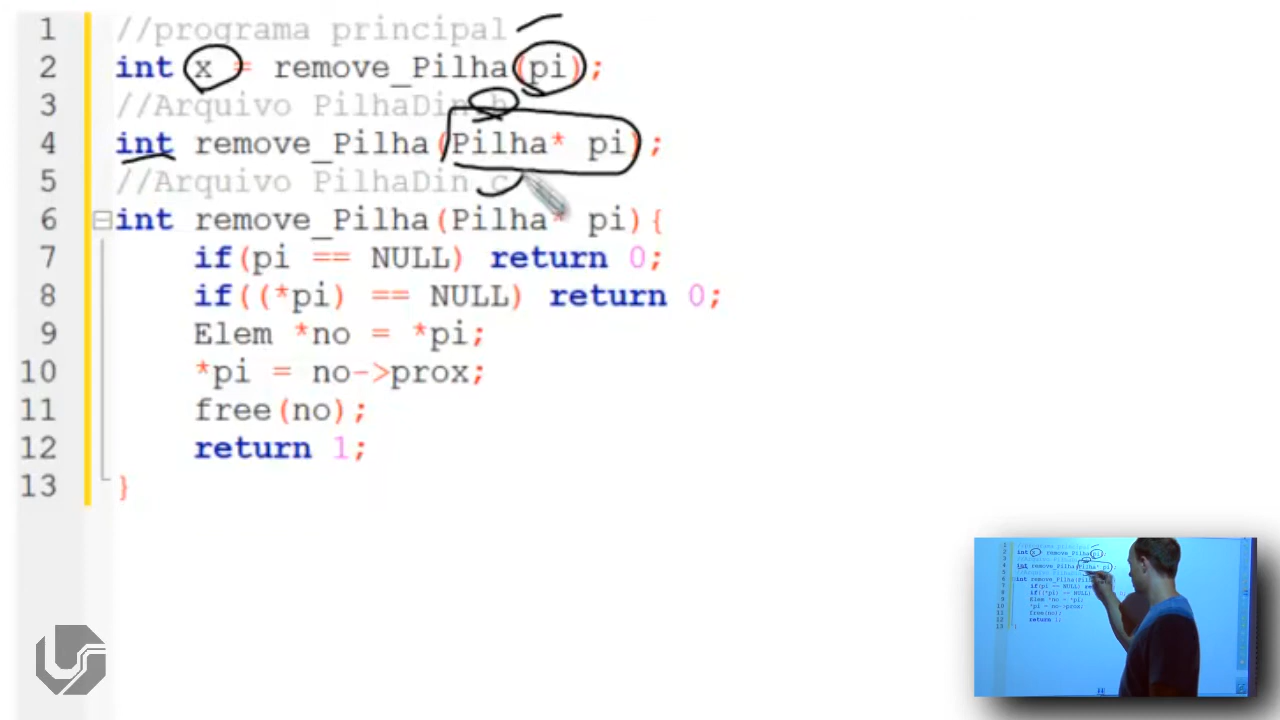 1 //programa principal
2 int x = remove_Pilha(pi);
3 //Arquivo PilhaDin.h
4 int remove_Pilha(Pilha* pi);
5 //Arquivo PilhaDin.c
6 int remove_Pilha(Pilha* pi){
7 if(pi == NULL) return 0;
8 if((*pi) == NULL) return 0;
9 Elem *no = *pi;
10 *pi = no->prox;
11 free(no);
12 return 1;
13 }